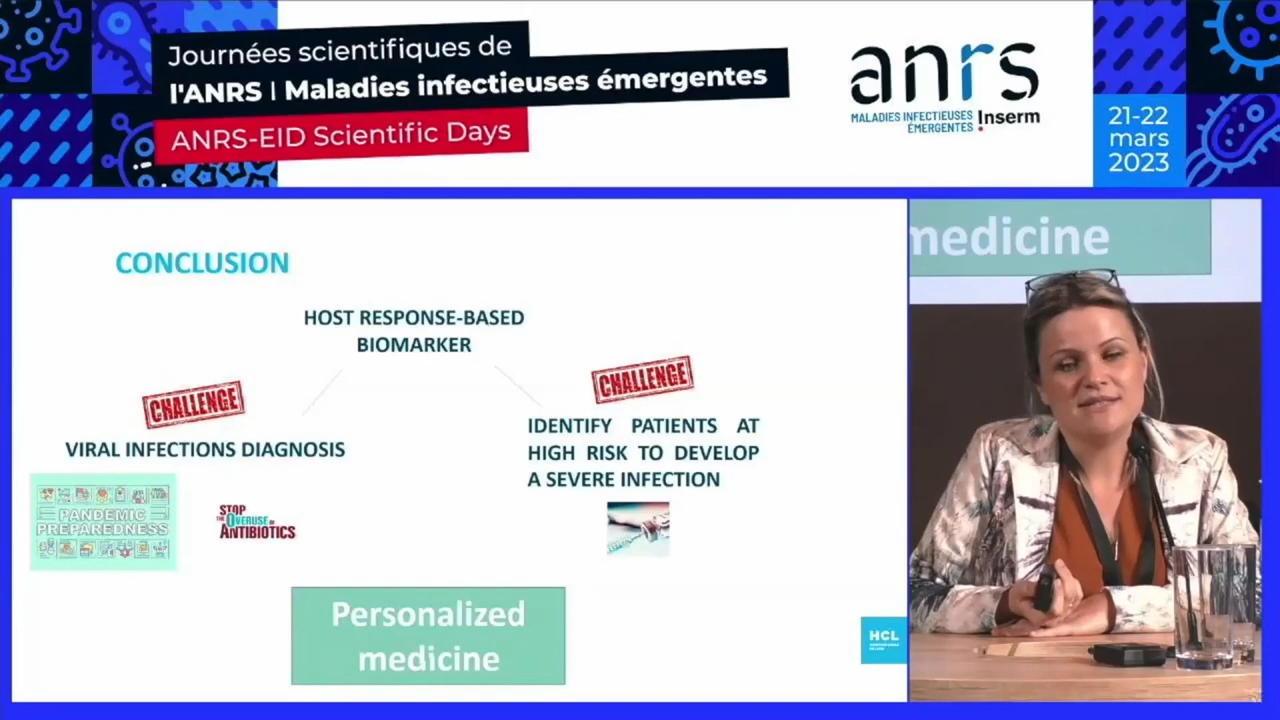 Journées scientifiques de
l'ANRS | Maladies infectieuses émergentes
ANRS-EID Scientific Days
anrs
MALADIES INFECTIEUSES
ÉMERGENTES
Inserm
21-22
mars
2023
CONCLUSION
HOST RESPONSE-BASED
BIOMARKER
CHALLENGE
CHALLENGE
VIRAL INFECTIONS DIAGNOSIS
IDENTIFY PATIENTS AT
HIGH RISK TO DEVELOP
A SEVERE INFECTION
PANDEMIC
PREPAREDNESS
STOP
THE OVERUSE OF
ANTIBIOTICS
Personalized
medicine
HCL
medicine